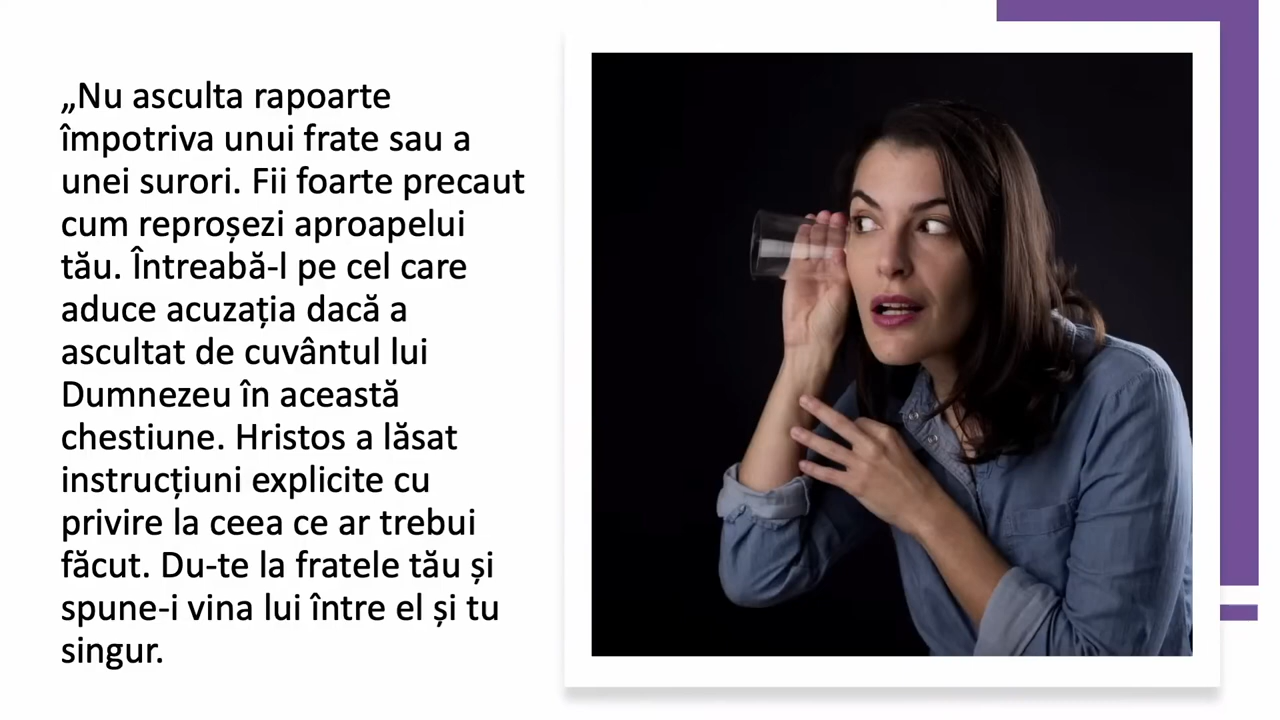 „Nu asculta rapoarte
împotriva unui frate sau a
unei surori. Fii foarte precaut
cum reproșezi aproapelui
tău. Întreabă-l pe cel care
aduce acuzația dacă a
ascultat de cuvântul lui
Dumnezeu în această
chestiune. Hristos a lăsat
instrucțiuni explicite cu
privire la ceea ce ar trebui
făcut. Du-te la fratele tău și
spune-i vina lui între el și tu
singur.